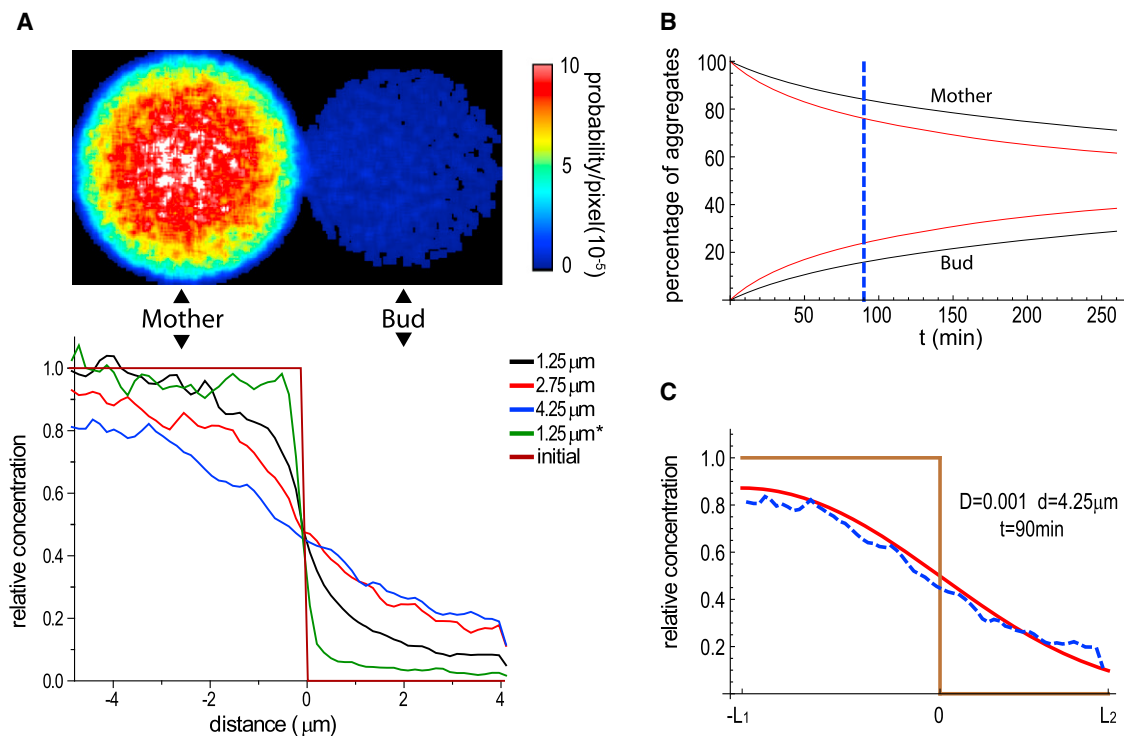 A
10
5
0
probability/pixel(10⁻⁵)
Mother
Bud
1.0
0.8
0.6
0.4
0.2
0.0
relative concentration
-4
-2
0
2
4
distance (μm)
1.25μm
2.75μm
4.25μm
1.25μm*
initial
B
100
80
60
40
20
percentage of aggregates
Mother
Bud
50
100
150
200
250
t (min)
C
1.0
0.8
0.6
0.4
0.2
relative concentration
D=0.001 d=4.25μm
t=90min
-L₁
0
L₂